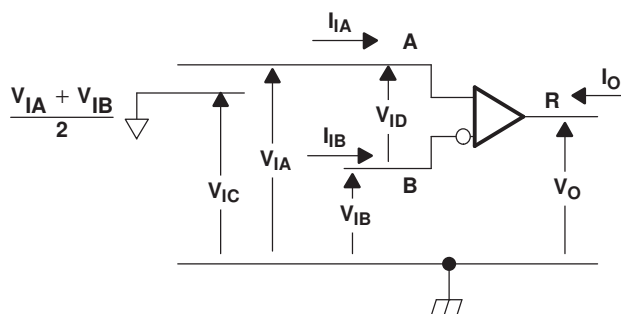 I_IA
A
I_O
V_IA + V_IB
2
R
V_ID
I_IB
V_IA
V_IC
B
V_IB
V_O